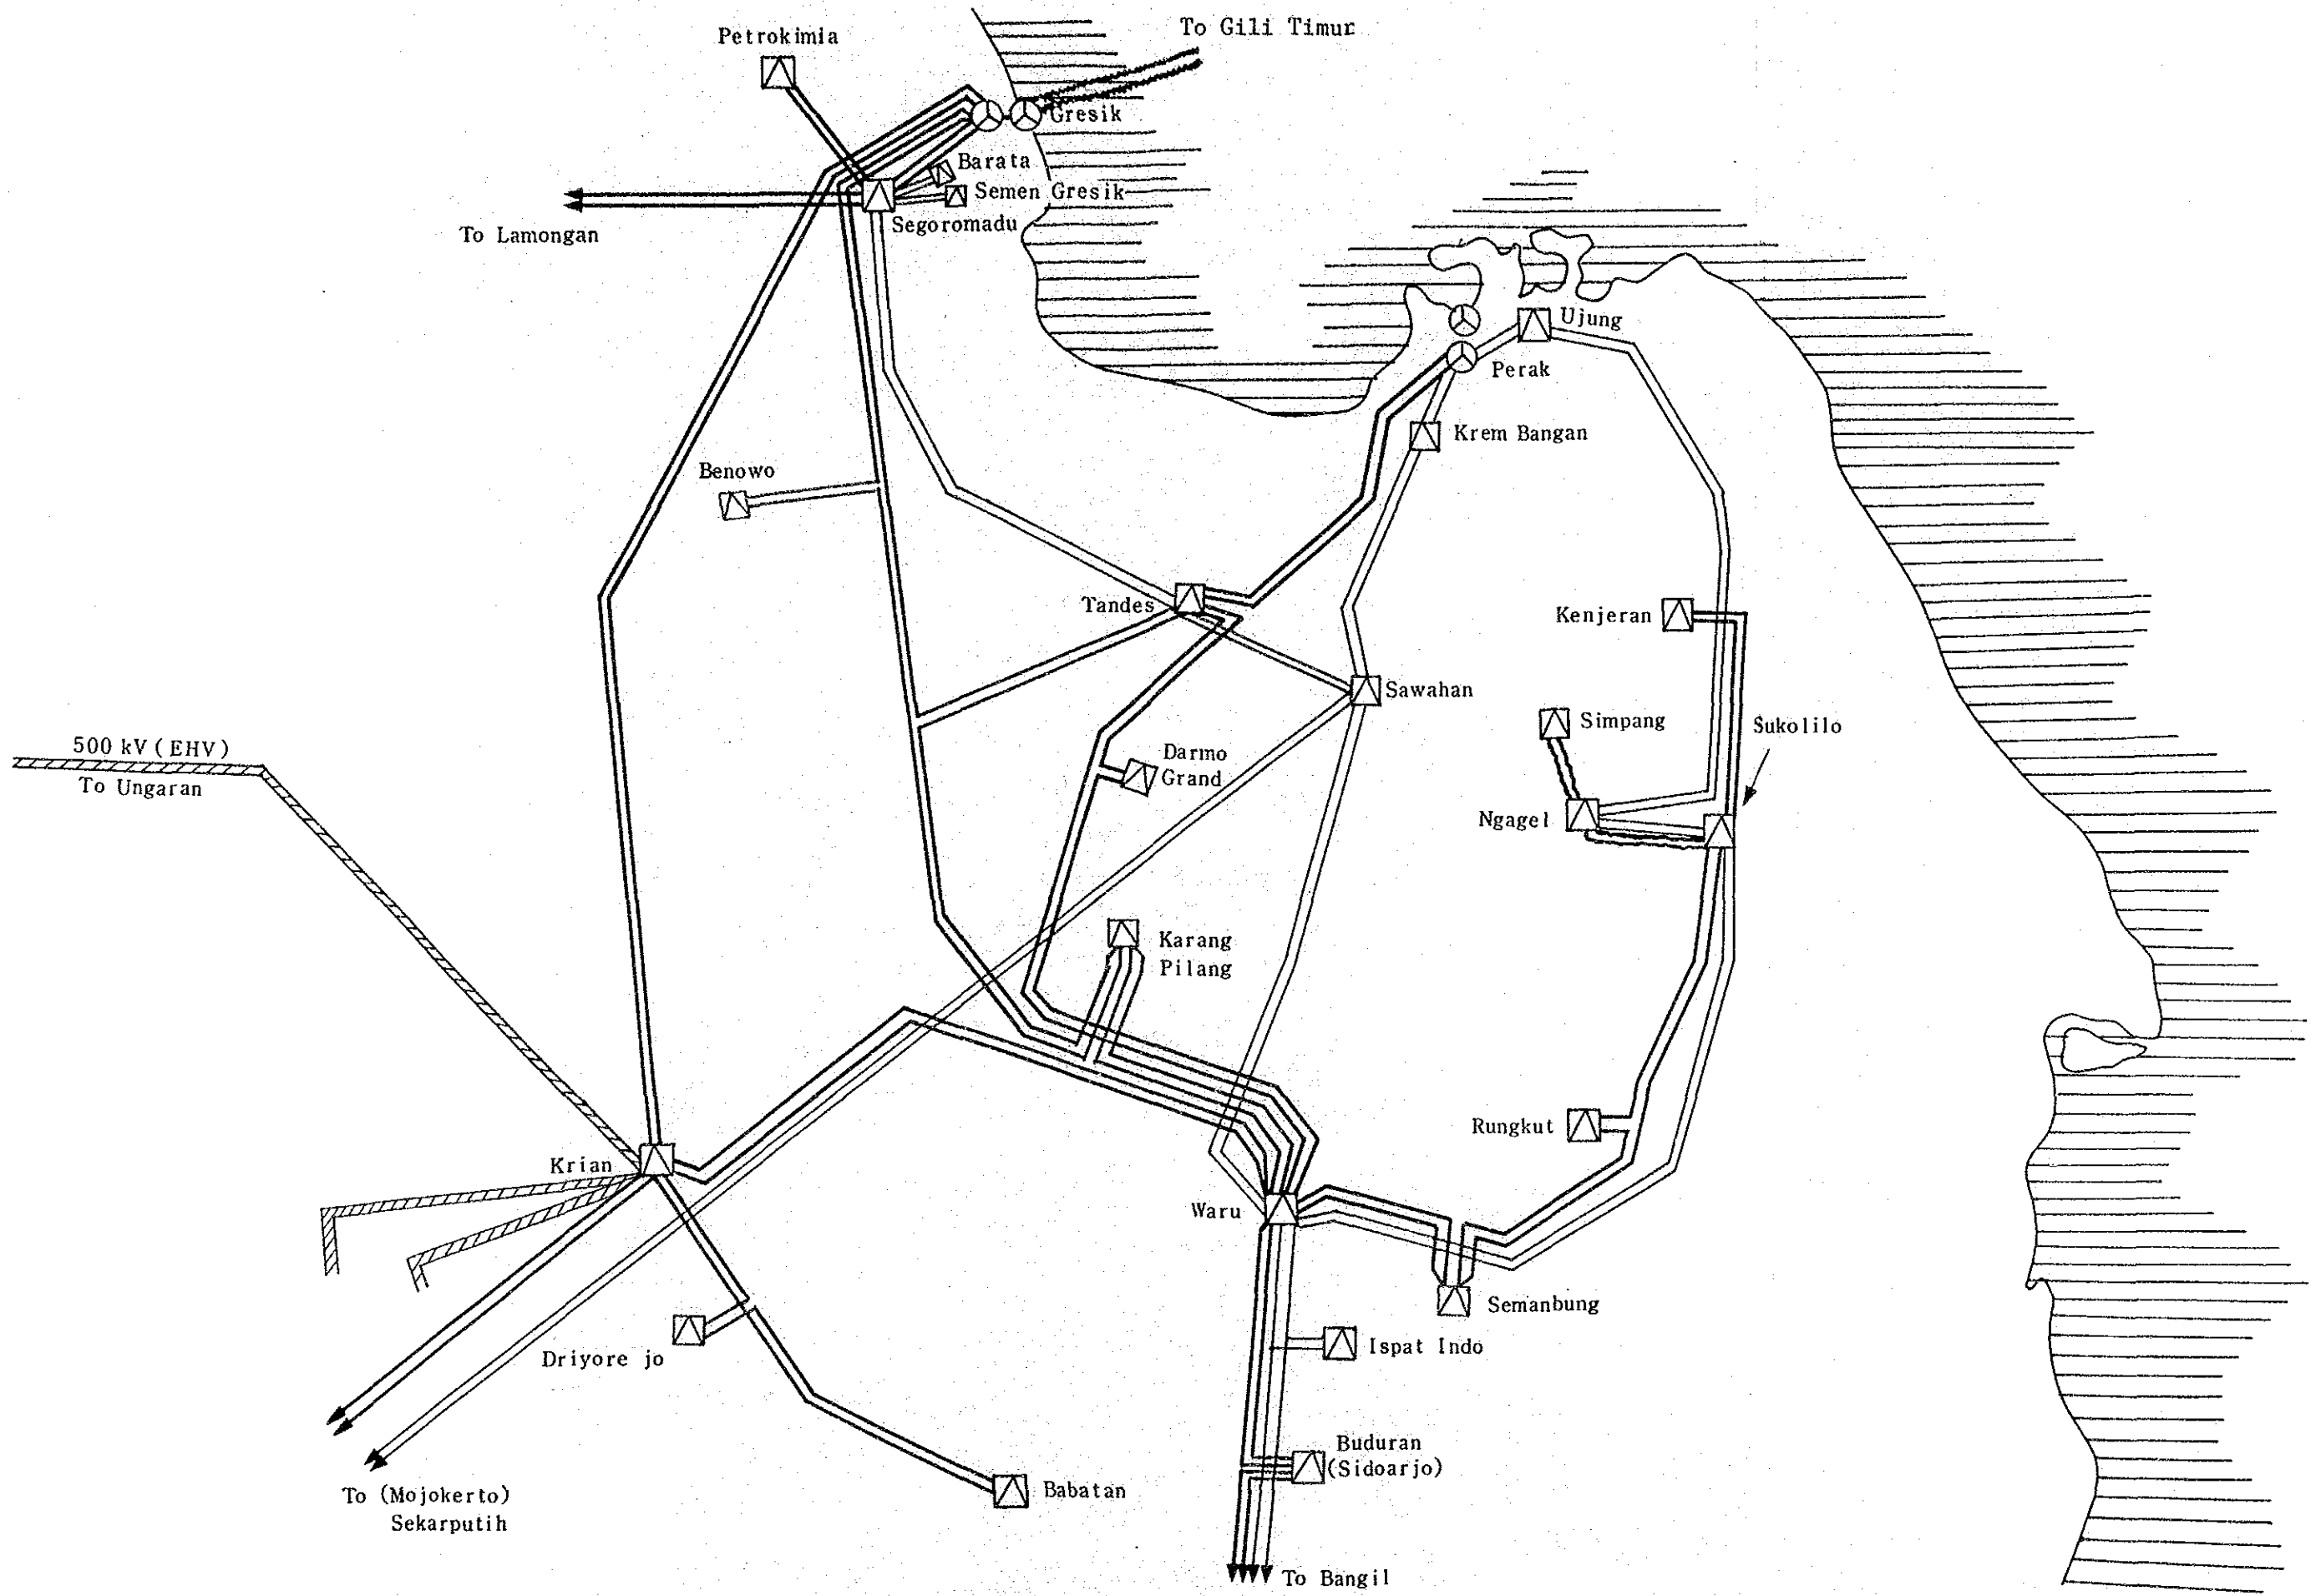 To Gili Timur
Petrokimia
Gresik
Barata
Semen Gresik
Segoromadu
To Lamongan
Ujung
Perak
Krem Bangan
Benowo
Tandes
Kenjeran
Sawahan
Simpang
Sukolilo
500 kV (EHV)
To Ungaran
Darmo
Grand
Ngagel
Karang
Pilang
Rungkut
Krian
Waru
Semanbung
Ispat Indo
Driyore jo
Buduran
(Sidoarjo)
Babatan
To (Mojokerto)
Sekarputih
To Bangil